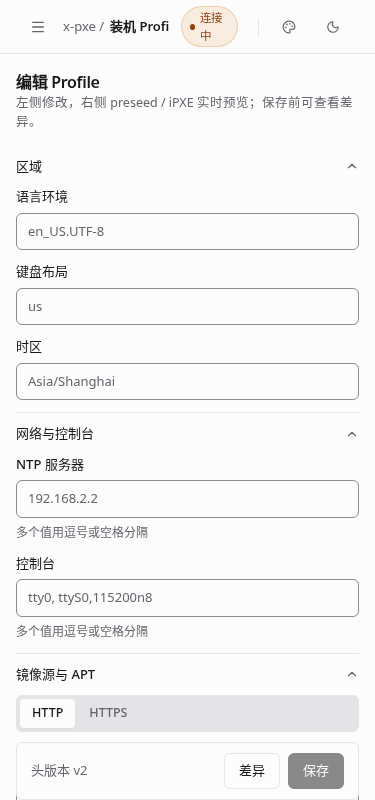 x-pxe / 装机 Profi
连接
中
编辑 Profile
左侧修改，右侧 preseed / iPXE 实时预览；保存前可查看差
异。
区域
语言环境
en_US.UTF-8
键盘布局
us
时区
Asia/Shanghai
网络与控制台
NTP 服务器
192.168.2.2
多个值用逗号或空格分隔
控制台
tty0, ttyS0,115200n8
多个值用逗号或空格分隔
镜像源与 APT
HTTP HTTPS
头版本 v2 差异 保存